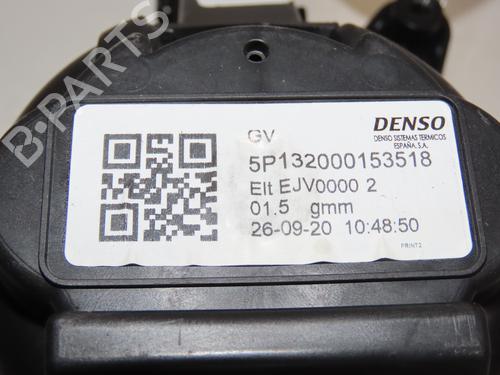 GV
DENSO
DENSO SISTEMAS TERMICOS
ESPAÑA, S.A.
5P132000153518
Elt EJV0000 2
01.5 gmm
26-09-20 10:48:50
PRINT2
B-PARTS